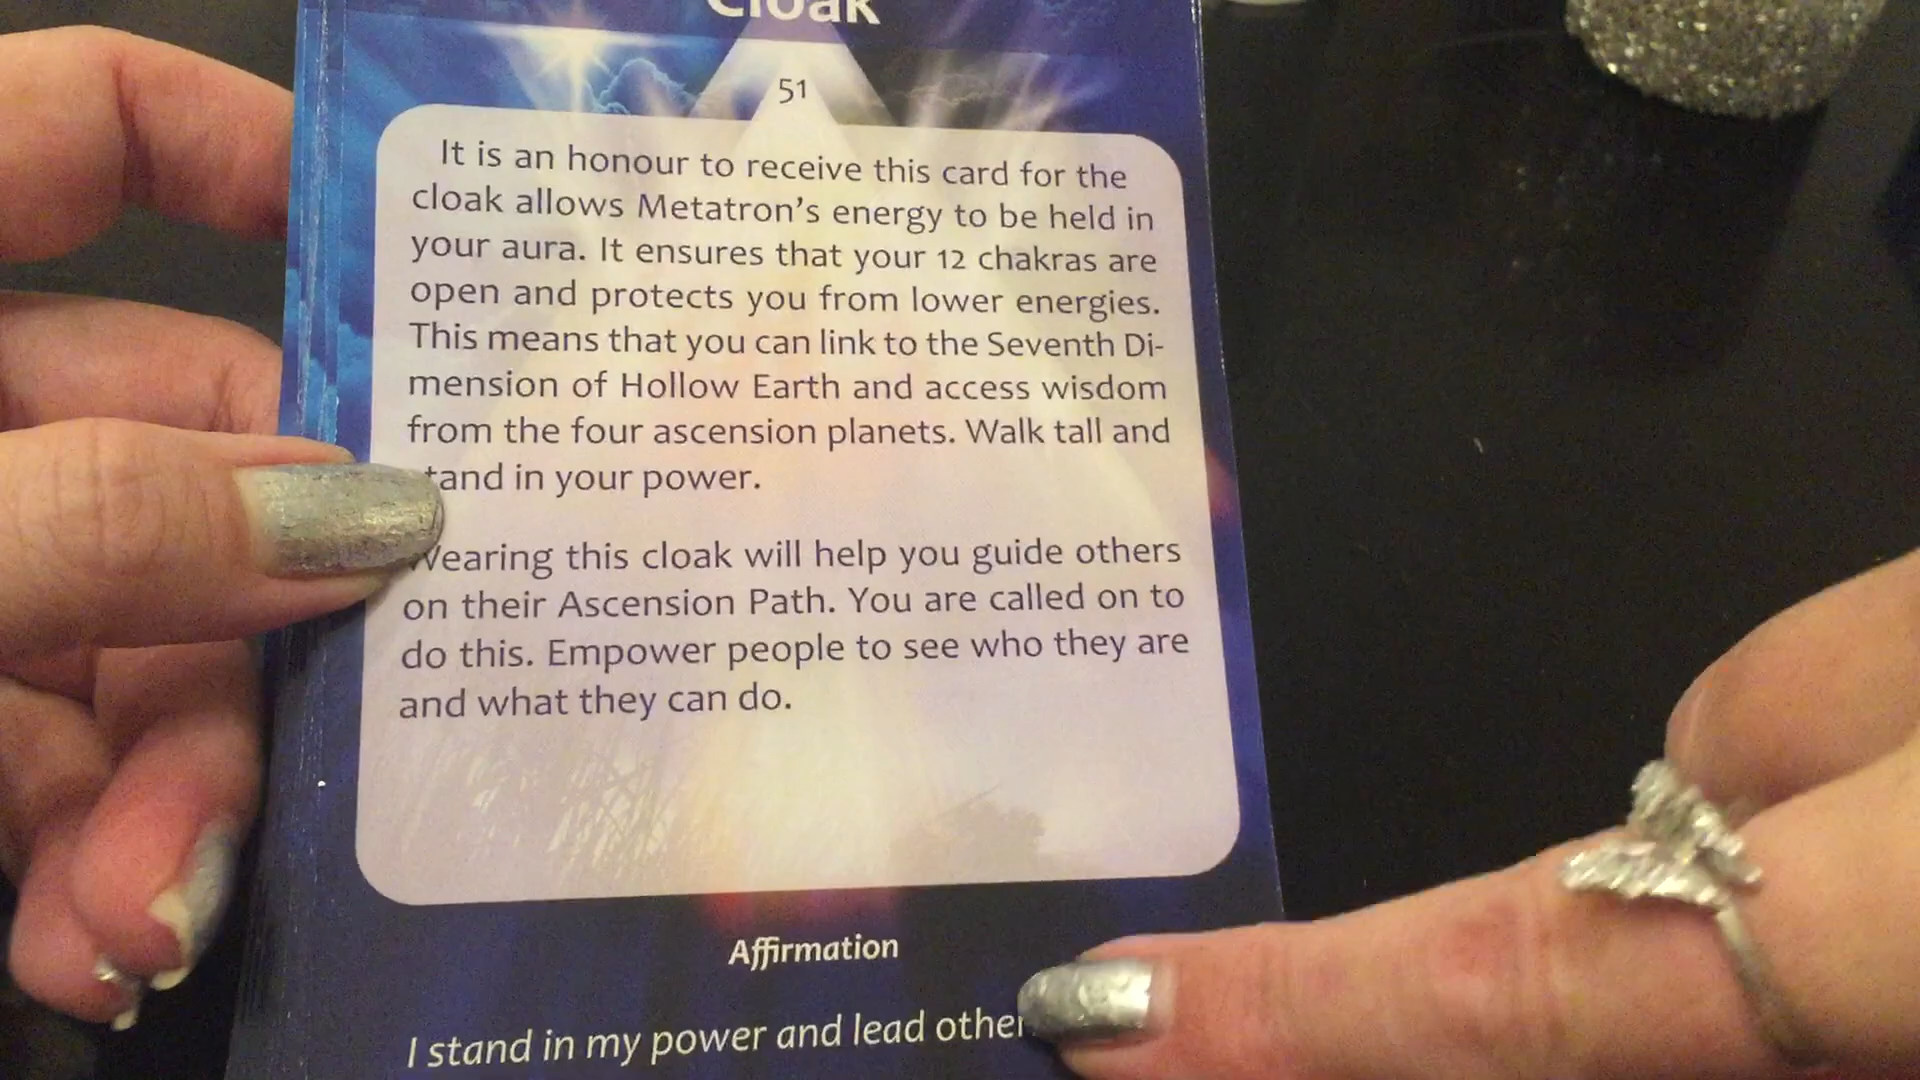 Cloak
51
It is an honour to receive this card for the
cloak allows Metatron's energy to be held in
your aura. It ensures that your 12 chakras are
open and protects you from lower energies.
This means that you can link to the Seventh Di-
mension of Hollow Earth and access wisdom
from the four ascension planets. Walk tall and
tand in your power.
Wearing this cloak will help you guide others
on their Ascension Path. You are called on to
do this. Empower people to see who they are
and what they can do.
Affirmation
I stand in my power and lead other